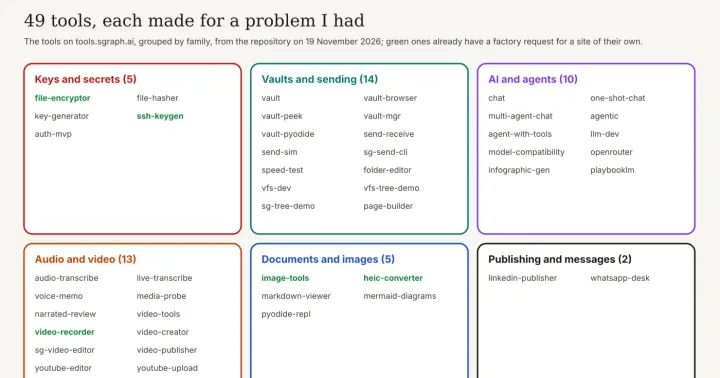 49 tools, each made for a problem I had
The tools on tools.sgraph.ai, grouped by family, from the repository on 19 November 2026; green ones already have a factory request for a site of their own.
Keys and secrets (5)
file-encryptor file-hasher
key-generator ssh-keygen
auth-mvp
Vaults and sending (14)
vault vault-browser
vault-peek vault-mgr
vault-pyodide send-receive
send-sim sg-send-cli
speed-test folder-editor
vfs-dev vfs-tree-demo
sg-tree-demo page-builder
AI and agents (10)
chat one-shot-chat
multi-agent-chat agentic
agent-with-tools llm-dev
model-compatibility openrouter
infographic-gen playbooklm
Audio and video (13)
audio-transcribe live-transcribe
voice-memo media-probe
narrated-review video-tools
video-recorder video-creator
sg-video-editor video-publisher
youtube-editor youtube-upload
Documents and images (5)
image-tools heic-converter
markdown-viewer mermaid-diagrams
pyodide-repl
Publishing and messages (2)
linkedin-publisher whatsapp-desk